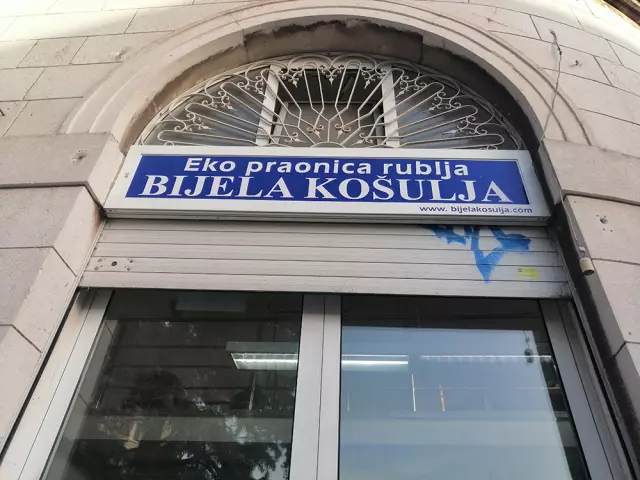 Eko praonica rublja
BIJELA KOŠULJA
www. bijelakosulja.com